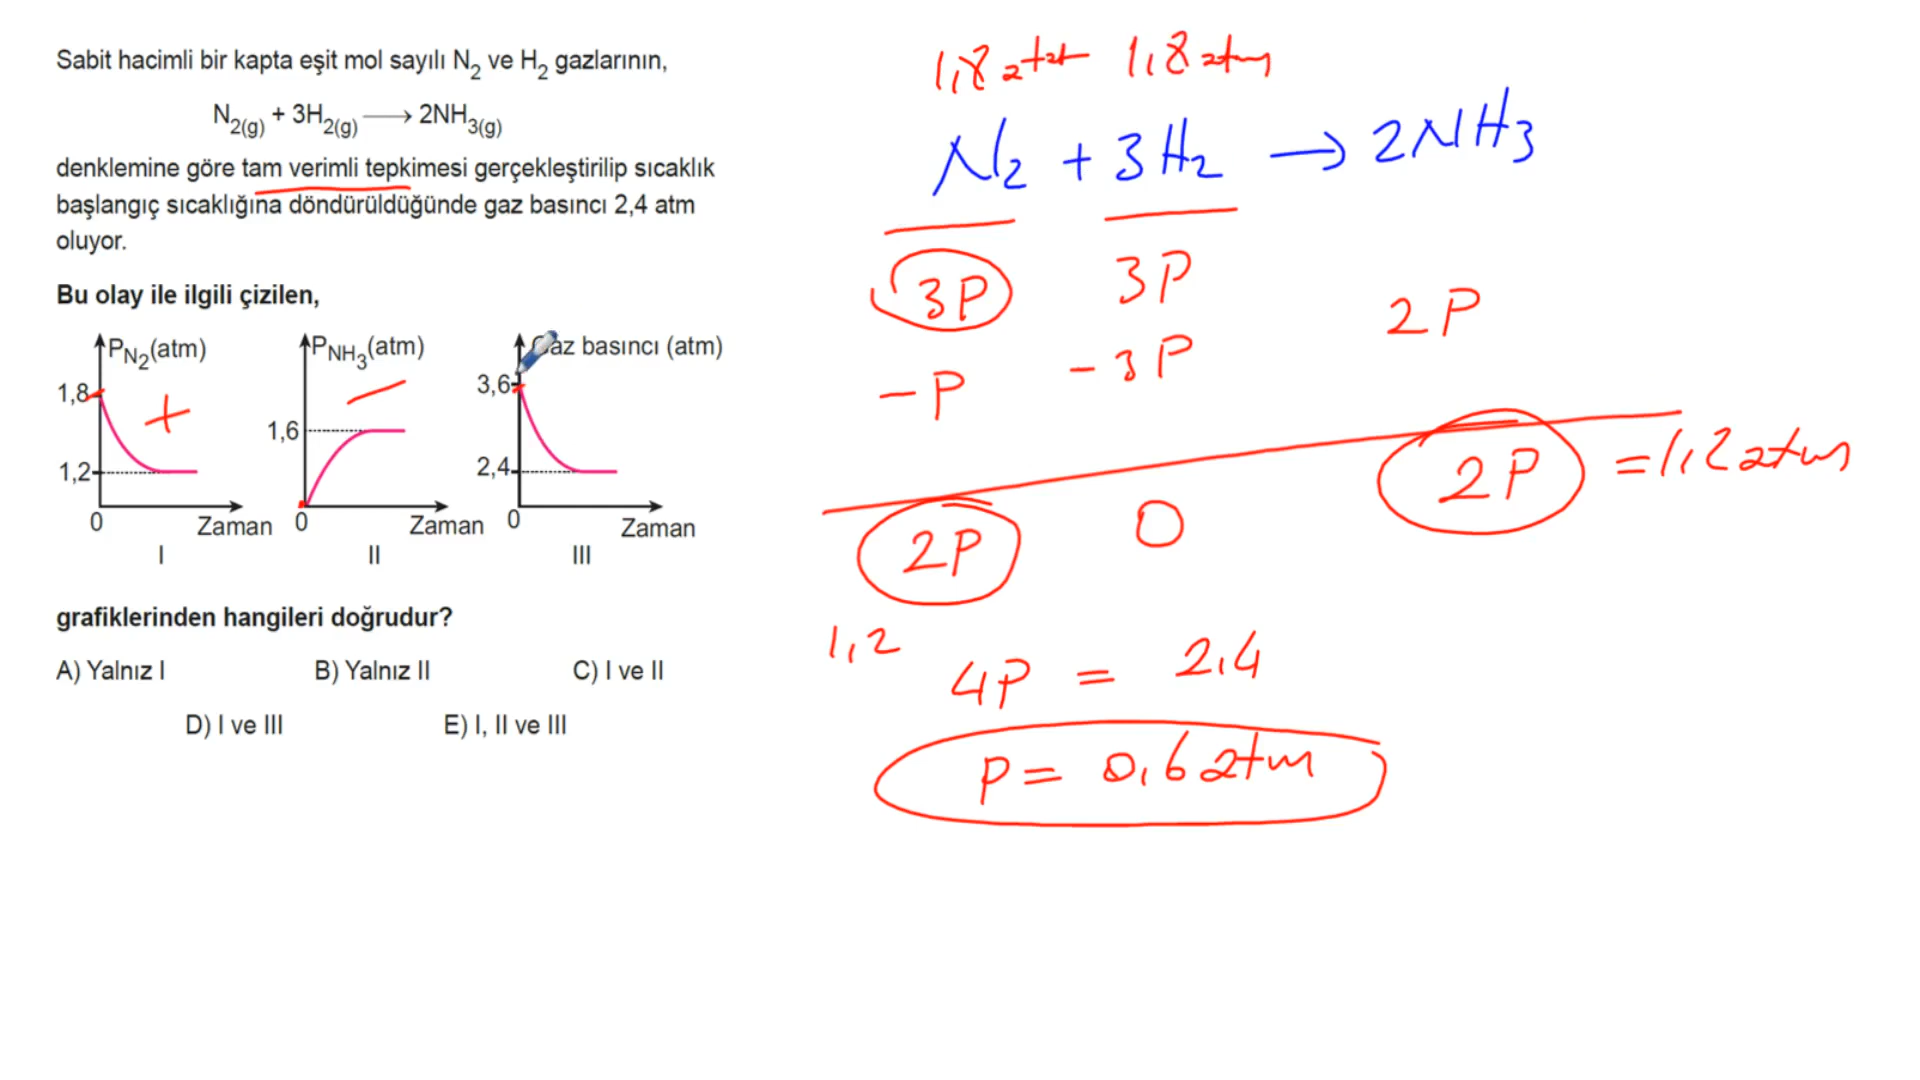 Sabit hacimli bir kapta eşit mol sayılı N₂ ve H₂ gazlarının,
N₂(g) + 3H₂(g) ⟶ 2NH₃(g)
denklemine göre tam verimli tepkimesi gerçekleştirilip sıcaklık
başlangıç sıcaklığına döndürüldüğünde gaz basıncı 2,4 atm
oluyor.
Bu olay ile ilgili çizilen,
P_N₂(atm)
1,8
+
1,2
0
Zaman
I
P_NH₃(atm)
−
1,6
0
Zaman
II
Gaz basıncı (atm)
3,6
2,4
0
Zaman
III
grafiklerinden hangileri doğrudur?
A) Yalnız I
B) Yalnız II
C) I ve II
D) I ve III
E) I, II ve III
1,8 1,8 atm
N₂ + 3H₂ → 2NH₃
3P 3P 2P
-P -3P
2P 0 2P = 1,2 atm
1,2
4P = 2,4
P = 0,6 atm